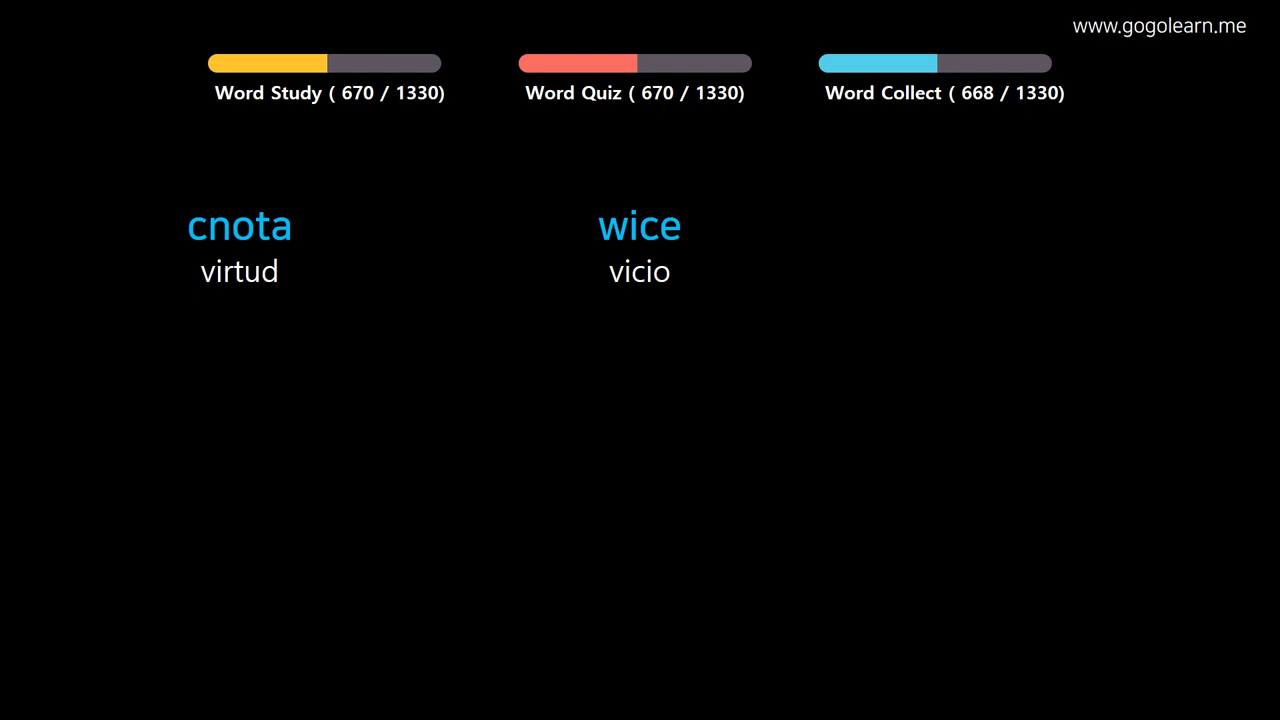 www.gogolearn.me
Word Study ( 670 / 1330)
Word Quiz ( 670 / 1330)
Word Collect ( 668 / 1330)
cnota
virtud
wice
vicio